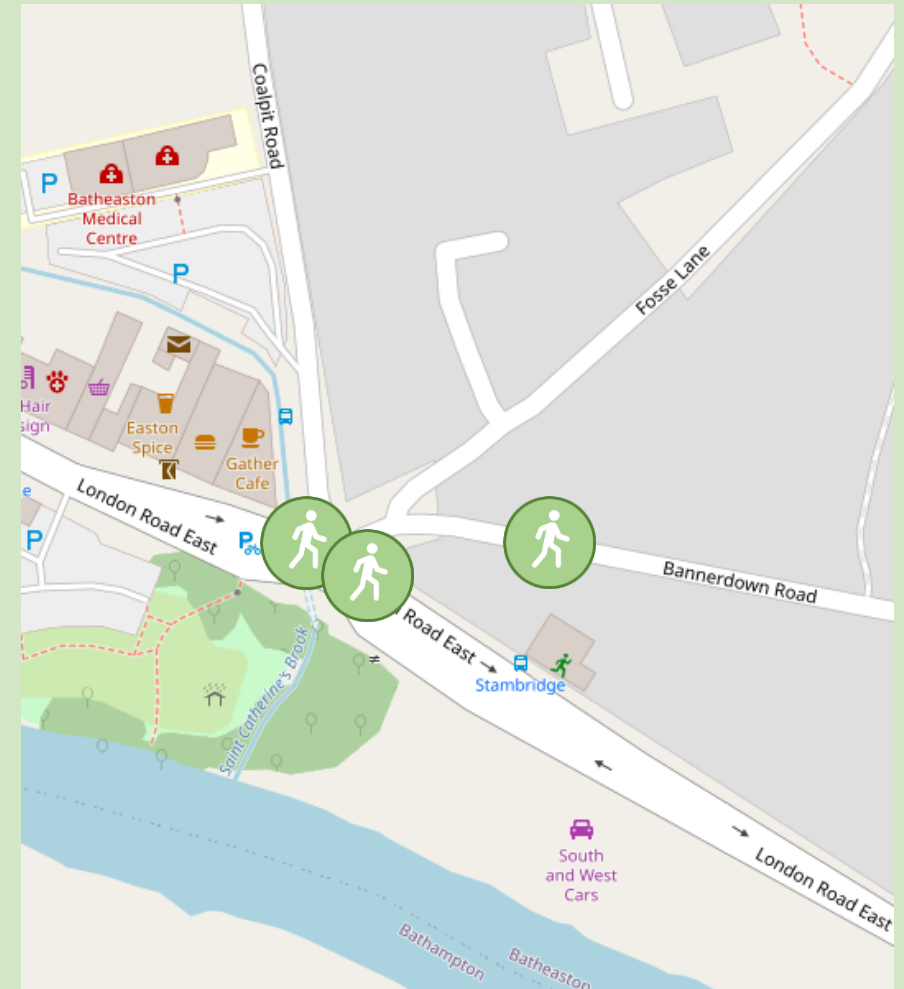 Coalpit Road
P
Batheaston
Medical
Centre
P
Fosse Lane
Hair
sign
Easton
Spice
Gather
Cafe
e
London Road East
P
P
Bannerdown Road
Road East
Stambridge
Saint Catherine's Brook
South
and West
Cars
London Road East
Bathampton
Batheaston